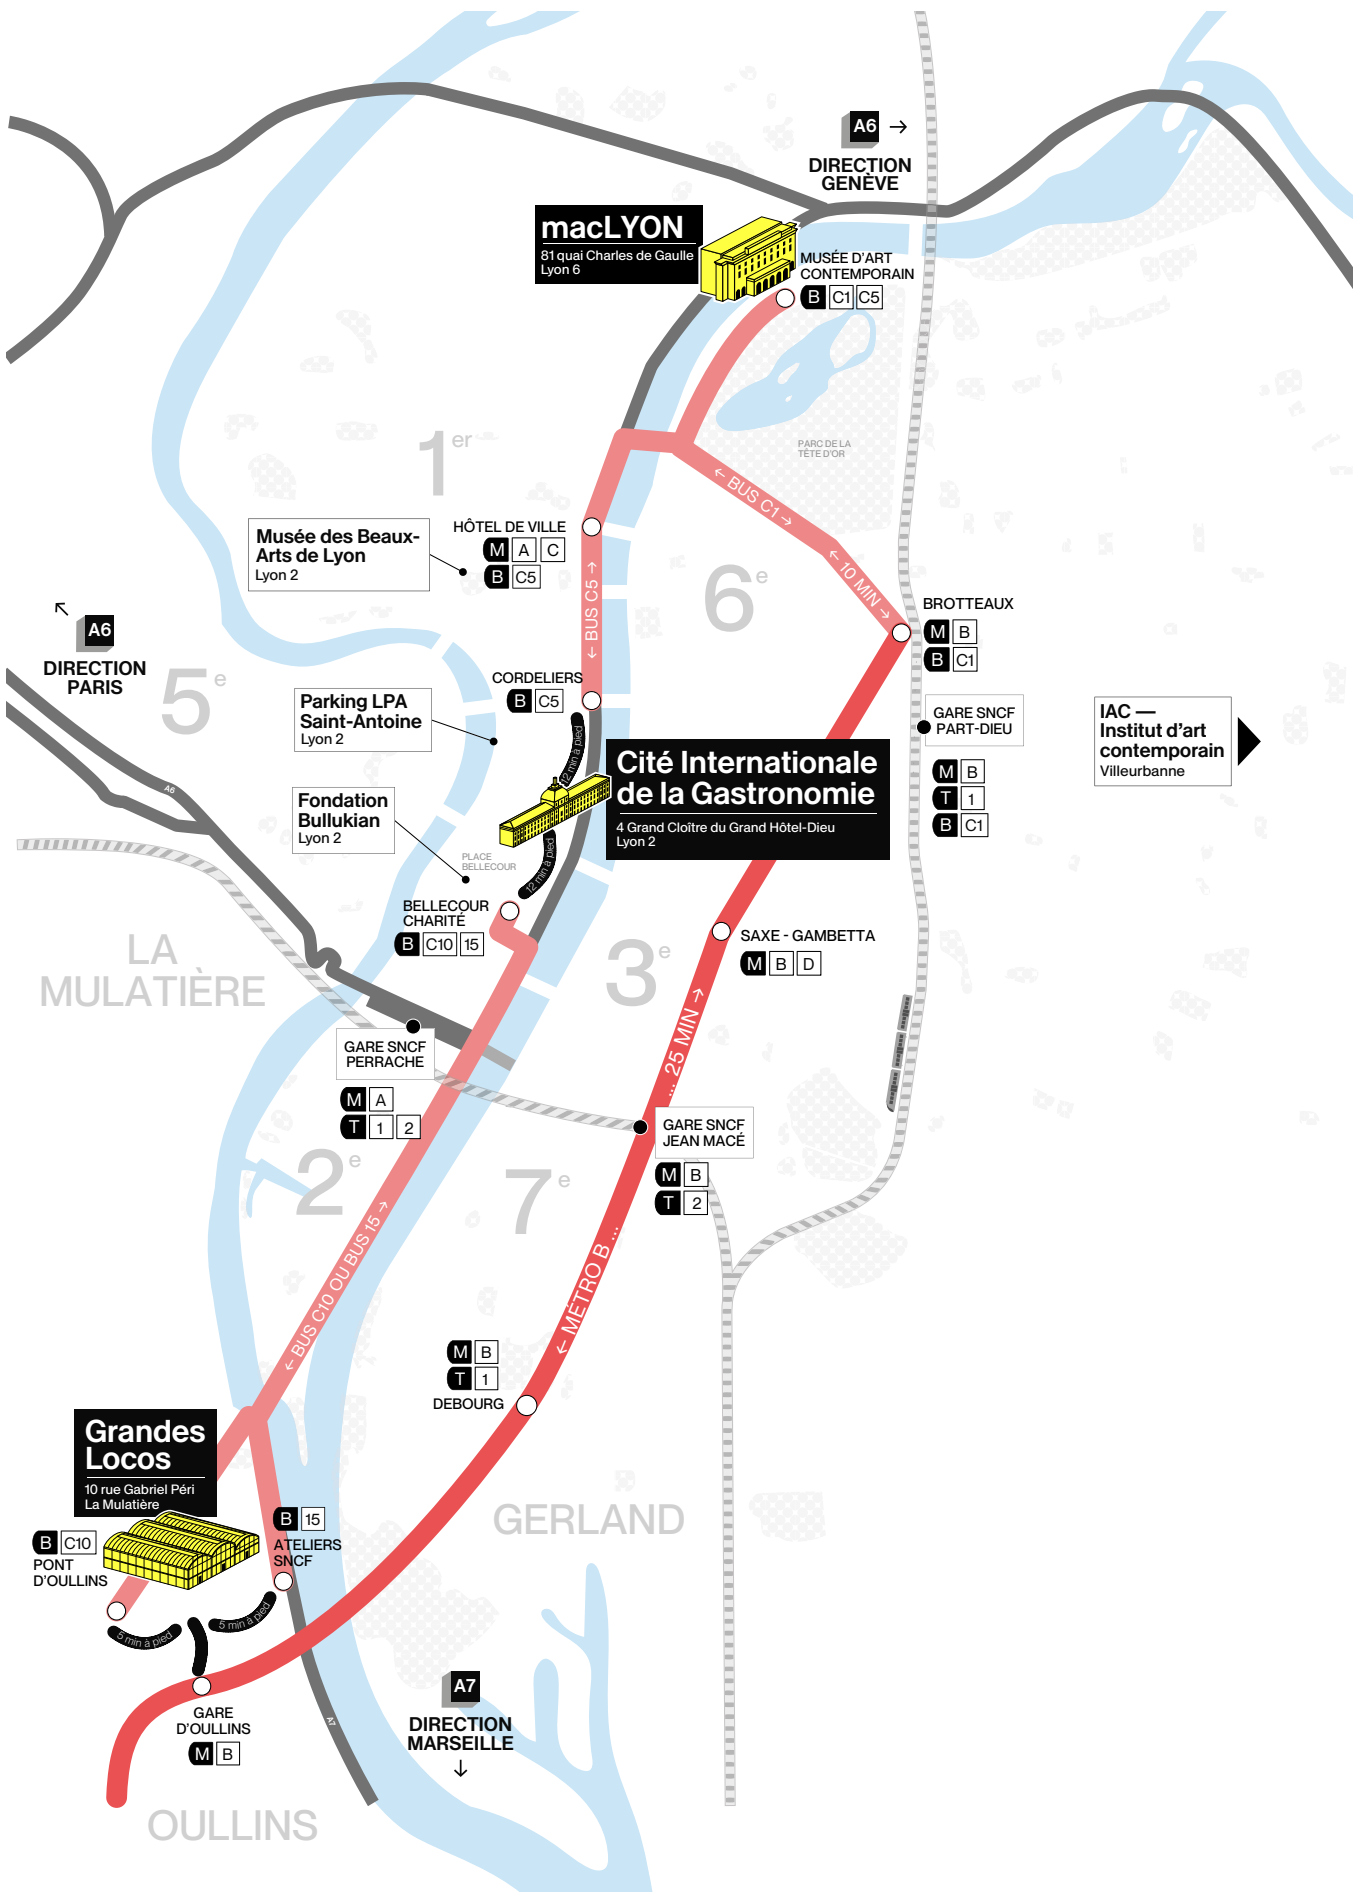 A6 →
DIRECTION
GENÈVE
macLYON
81 quai Charles de Gaulle
Lyon 6
MUSÉE D'ART
CONTEMPORAIN
B C1 C5
PARC DE LA
TÊTE D'OR
1er
← BUS C1 →
← 10 MIN →
HÔTEL DE VILLE
M A C
B C5
Musée des Beaux-
Arts de Lyon
Lyon 2
← BUS C5 →
6e
BROTTEAUX
M B
B C1
↖
A6
DIRECTION
PARIS
5e
CORDELIERS
B C5
Parking LPA
Saint-Antoine
Lyon 2
GARE SNCF
PART-DIEU
M B
T 1
B C1
IAC —
Institut d'art
contemporain
Villeurbanne
12 min à pied
Cité Internationale
de la Gastronomie
4 Grand Cloître du Grand Hôtel-Dieu
Lyon 2
A6
Fondation
Bullukian
Lyon 2
PLACE
BELLECOUR
12 min à pied
BELLECOUR
CHARITÉ
B C10 15
SAXE - GAMBETTA
M B D
LA
MULATIÈRE
3e
GARE SNCF
PERRACHE
M A
T 1 2
... 25 MIN →
GARE SNCF
JEAN MACÉ
M B
T 2
2e
7e
← BUS C10 OU BUS 15 →
← MÉTRO B ...
M B
T 1
DEBOURG
Grandes
Locos
10 rue Gabriel Péri
La Mulatière
B C10
PONT
D'OULLINS
B 15
ATELIERS
SNCF
GERLAND
5 min à pied
5 min à pied
GARE
D'OULLINS
M B
A7
A7
DIRECTION
MARSEILLE
↓
OULLINS